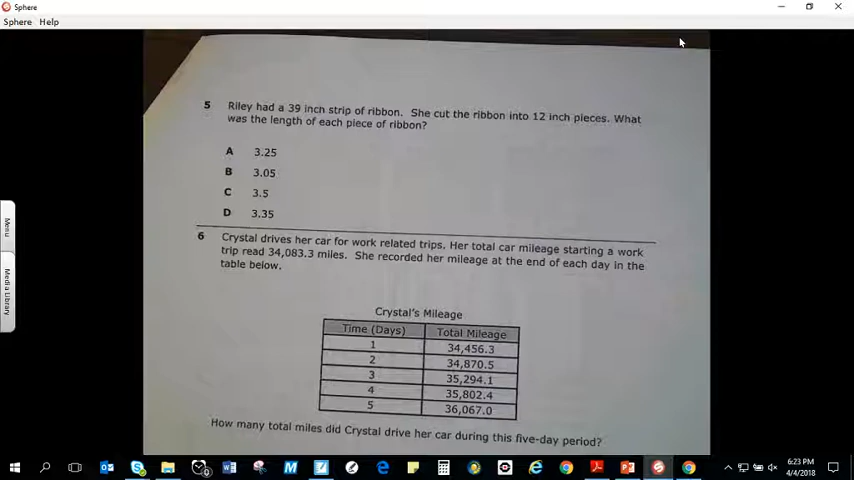 Sphere
Sphere Help
5 Riley had a 39 inch strip of ribbon. She cut the ribbon into 12 inch pieces. What
was the length of each piece of ribbon?
A 3.25
B 3.05
C 3.5
D 3.35
6 Crystal drives her car for work related trips. Her total car mileage starting a work
trip read 34,083.3 miles. She recorded her mileage at the end of each day in the
table below.
Crystal's Mileage
Time (Days) Total Mileage
1 34,456.3
2 34,870.5
3 35,294.1
4 35,802.4
5 36,067.0
How many total miles did Crystal drive her car during this five-day period?
Menu
Media Library
6:23 PM
4/4/2018